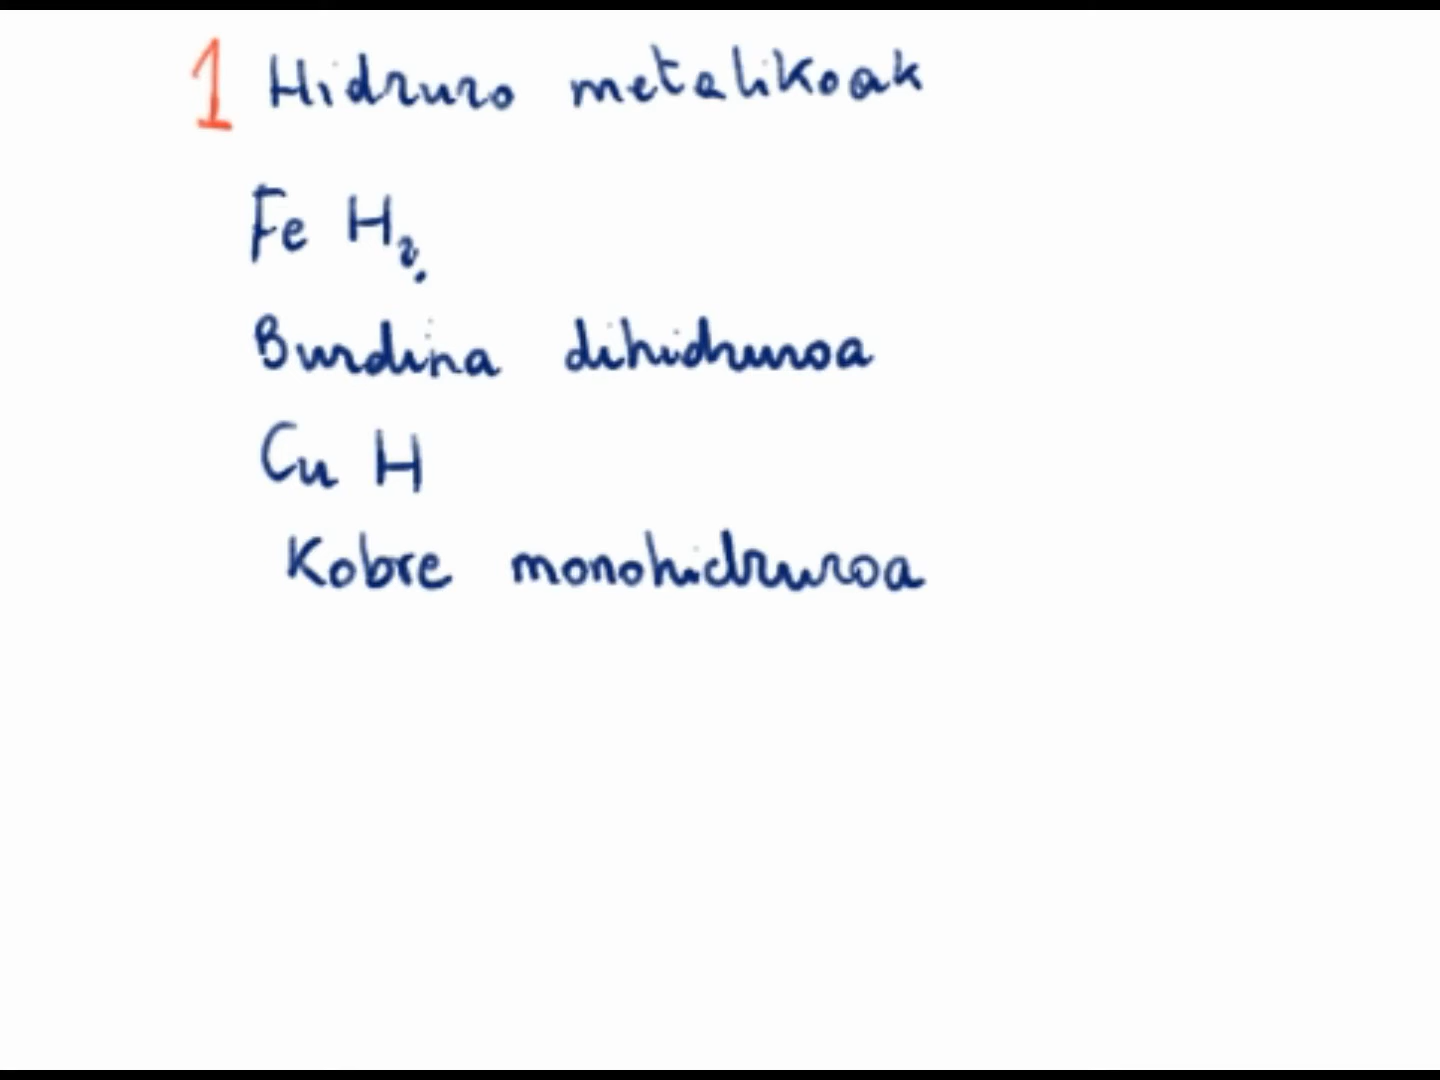 1 Hidruro metalikoak
Fe H₂.
Burdina dihidruroa
Cu H
Kobre monohidruroa